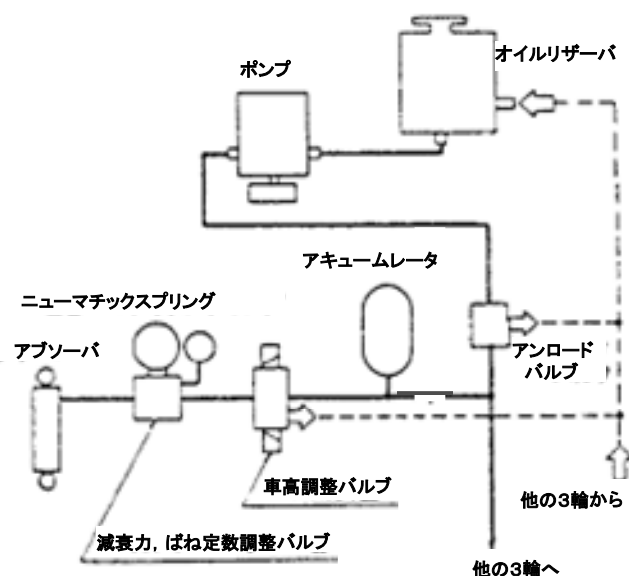 オイルリザーバ
ポンプ
アキュームレータ
ニューマチックスプリング
アブソーバ
アンロード
バルブ
車高調整バルブ
他の3輪から
減衰力，ばね定数調整バルブ
他の3輪へ